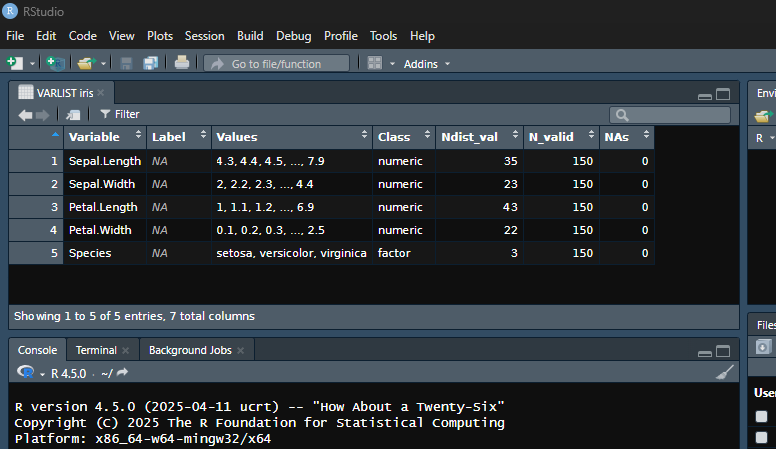 RStudio
File Edit Code View Plots Session Build Debug Profile Tools Help
Go to file/function Addins
VARLIST iris Envi
Filter R
Variable Label Values Class Ndist_val N_valid NAs
1 Sepal.Length NA 4.3, 4.4, 4.5, ..., 7.9 numeric 35 150 0
2 Sepal.Width NA 2, 2.2, 2.3, ..., 4.4 numeric 23 150 0
3 Petal.Length NA 1, 1.1, 1.2, ..., 6.9 numeric 43 150 0
4 Petal.Width NA 0.1, 0.2, 0.3, ..., 2.5 numeric 22 150 0
5 Species NA setosa, versicolor, virginica factor 3 150 0
Showing 1 to 5 of 5 entries, 7 total columns
Files
Console Terminal Background Jobs
R 4.5.0 · ~/
User
R version 4.5.0 (2025-04-11 ucrt) -- "How About a Twenty-Six"
Copyright (C) 2025 The R Foundation for Statistical Computing
Platform: x86_64-w64-mingw32/x64